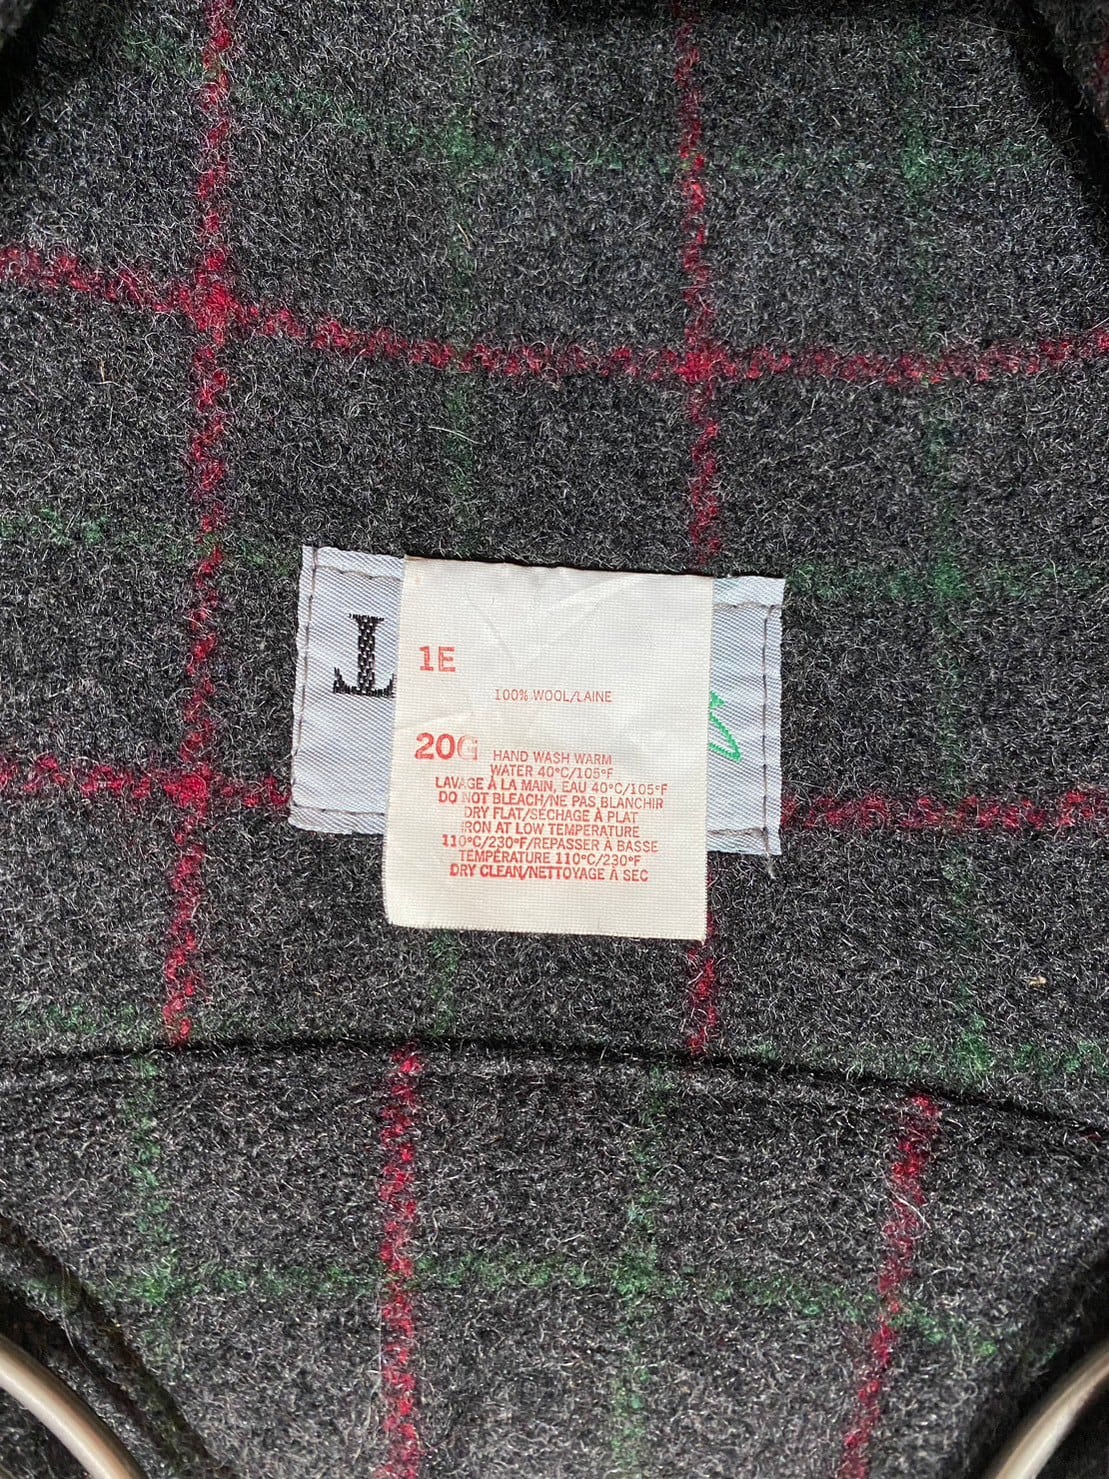 1E
100% WOOL/LAINE
20G HAND WASH WARM
WATER 40°C/105°F
LAVAGE À LA MAIN, EAU 40°C/105°F
DO NOT BLEACH/NE PAS BLANCHIR
DRY FLAT/SÉCHAGE À PLAT
IRON AT LOW TEMPERATURE
110°C/230°F/REPASSER À BASSE
TEMPÉRATURE 110°C/230°F
DRY CLEAN/NETTOYAGE À SEC